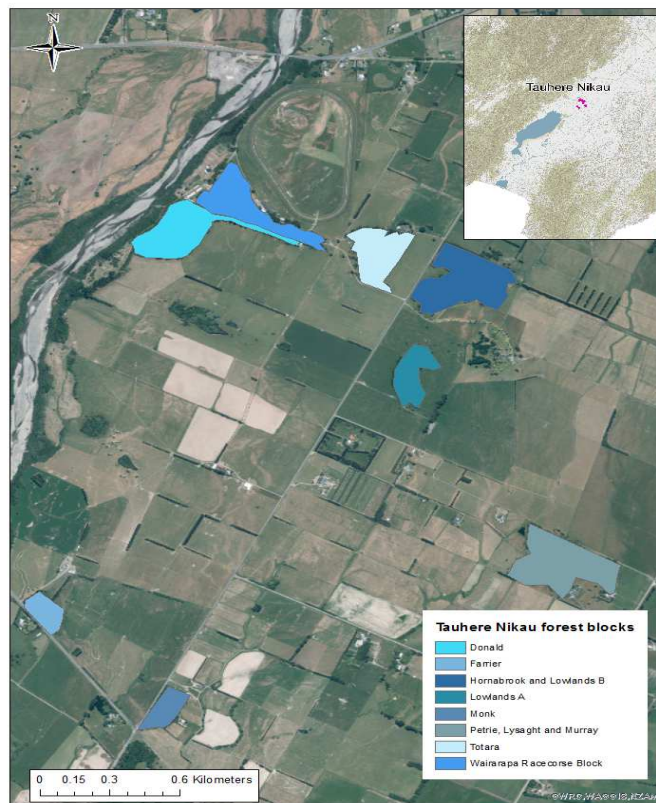 N
Tauhere Nikau
Tauhere Nikau forest blocks
Donald
Farrier
Hornabrook and Lowlands B
Lowlands A
Monk
Petrie, Lysaght and Murray
Totara
Wairarapa Racecorse Block
0 0.15 0.3 0.6 Kilometers